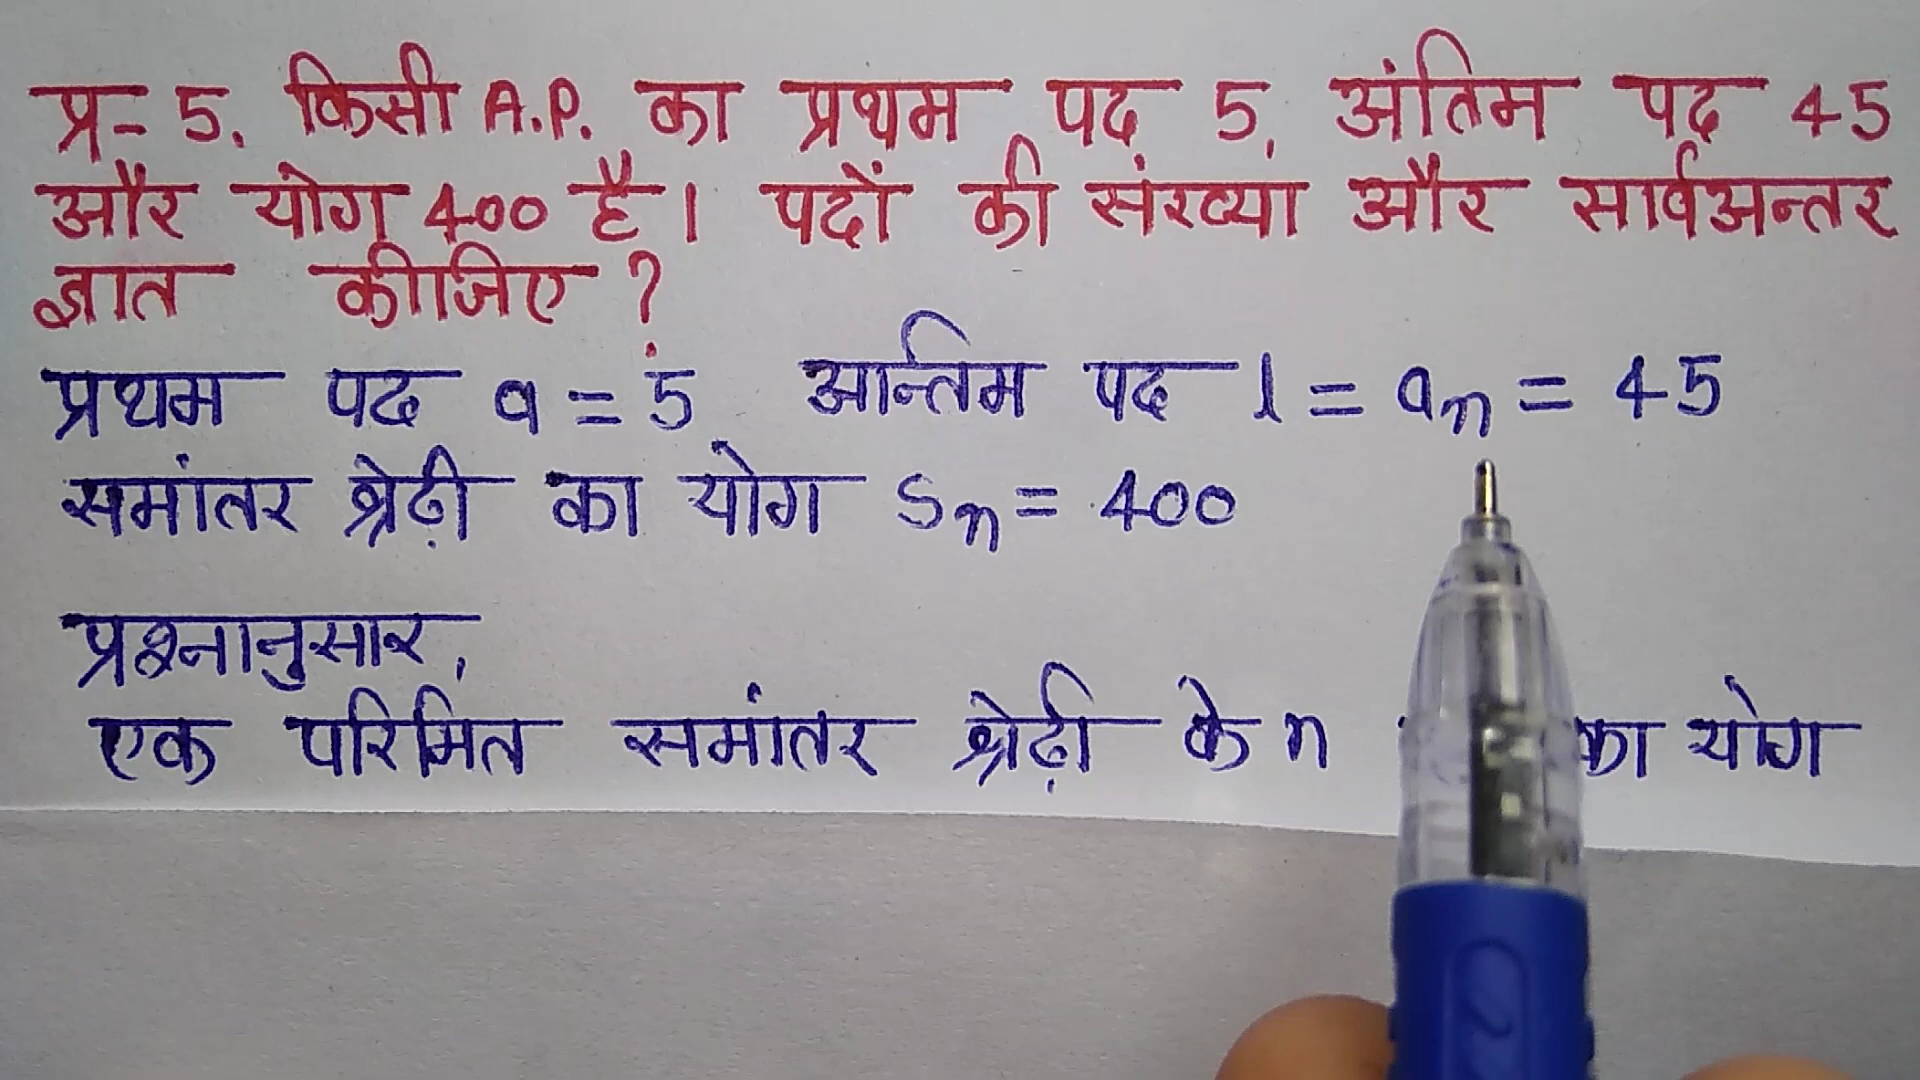 प्र- 5. किसी A.P. का प्रथम पद 5, अंतिम पद 45
और योग 400 है। पदों की संख्या और सार्वअन्तर
ज्ञात कीजिए ?
प्रथम पद a = 5 अन्तिम पद l = an = 45
समांतर श्रेढ़ी का योग Sn = 400
प्रश्नानुसार,
एक परिमित समांतर श्रेढ़ी के n का योग